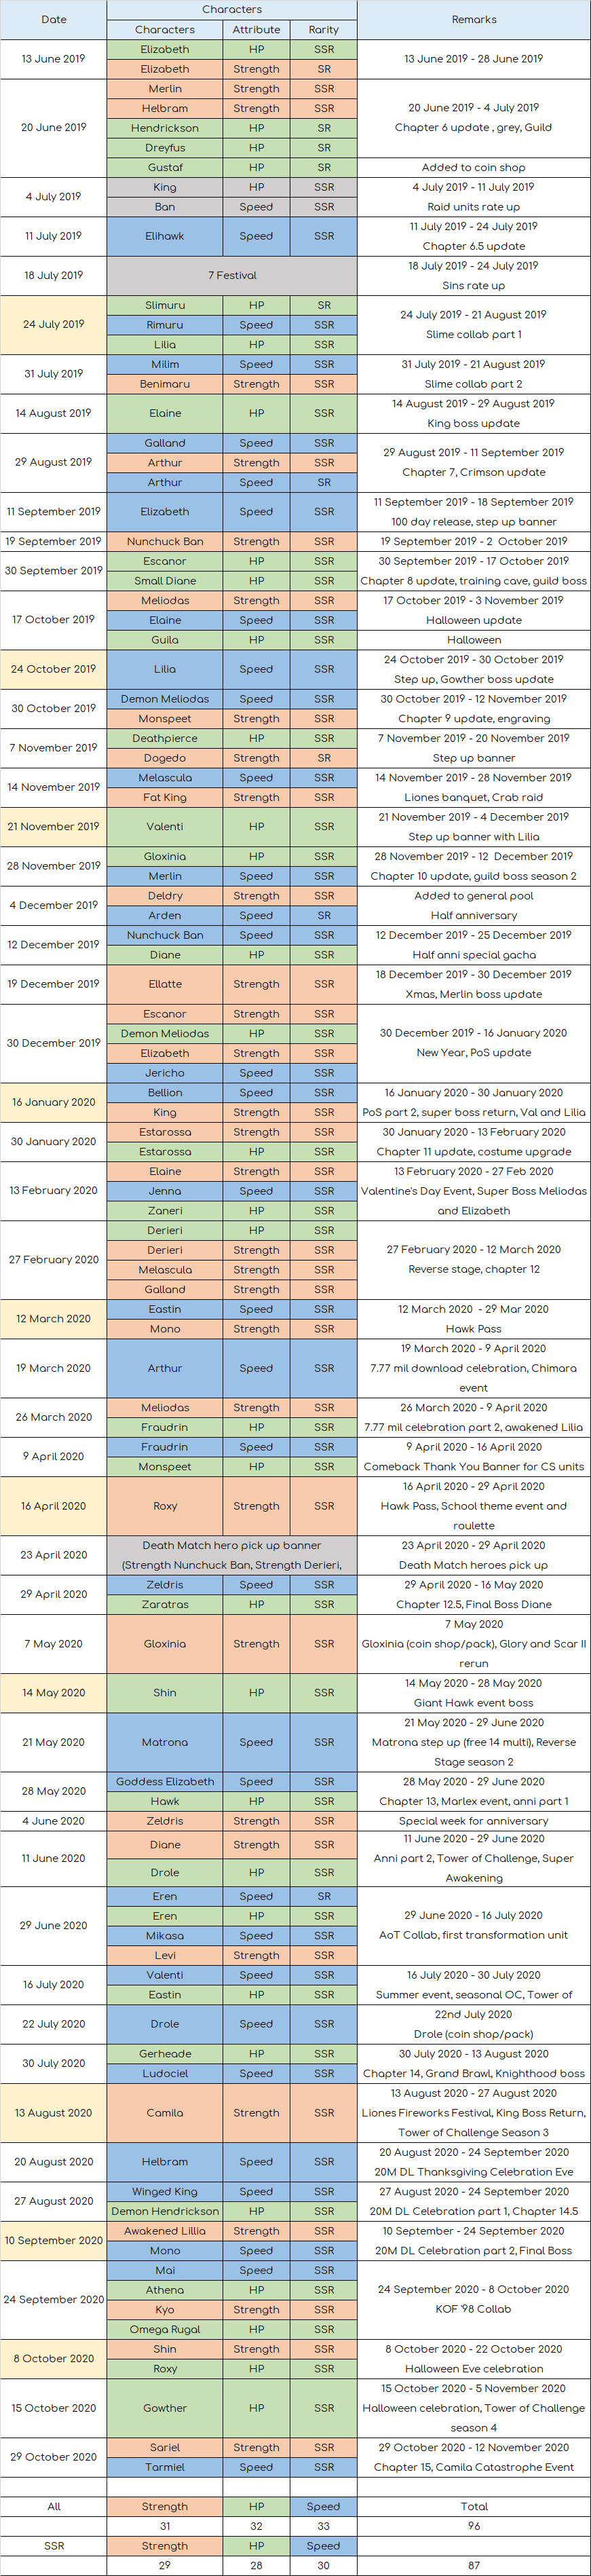 Date Characters Remarks
Characters Attribute Rarity
13 June 2019 Elizabeth HP SSR 13 June 2019 - 28 June 2019
Elizabeth Strength SR
20 June 2019 Merlin Strength SSR 20 June 2019 - 4 July 2019
Helbram Strength SSR Chapter 6 update , grey, Guild
Hendrickson HP SR
Dreyfus HP SR
Gustaf HP SR Added to coin shop
4 July 2019 King HP SSR 4 July 2019 - 11 July 2019
Ban Speed SSR Raid units rate up
11 July 2019 Elihawk Speed SSR 11 July 2019 - 24 July 2019
Chapter 6.5 update
18 July 2019 7 Festival 18 July 2019 - 24 July 2019
Sins rate up
24 July 2019 Slimuru HP SR 24 July 2019 - 21 August 2019
Rimuru Speed SSR Slime collab part 1
Lilia HP SSR
31 July 2019 Milim Speed SSR 31 July 2019 - 21 August 2019
Benimaru Strength SSR Slime collab part 2
14 August 2019 Elaine HP SSR 14 August 2019 - 29 August 2019
King boss update
29 August 2019 Galland Speed SSR 29 August 2019 - 11 September 2019
Arthur Strength SSR Chapter 7, Crimson update
Arthur Speed SR
11 September 2019 Elizabeth Speed SSR 11 September 2019 - 18 September 2019
100 day release, step up banner
19 September 2019 Nunchuck Ban Strength SSR 19 September 2019 - 2 October 2019
30 September 2019 Escanor HP SSR 30 September 2019 - 17 October 2019
Small Diane HP SSR Chapter 8 update, training cave, guild boss
17 October 2019 Meliodas Strength SSR 17 October 2019 - 3 November 2019
Elaine Speed SSR Halloween update
Guila HP SSR Halloween
24 October 2019 Lilia Speed SSR 24 October 2019 - 30 October 2019
Step up, Gowther boss update
30 October 2019 Demon Meliodas Speed SSR 30 October 2019 - 12 November 2019
Monspeet Strength SSR Chapter 9 update, engraving
7 November 2019 Deathpierce HP SSR 7 November 2019 - 20 November 2019
Dogedo Strength SR Step up banner
14 November 2019 Melascula Speed SSR 14 November 2019 - 28 November 2019
Fat King Strength SSR Liones banquet, Crab raid
21 November 2019 Valenti HP SSR 21 November 2019 - 4 December 2019
Step up banner with Lilia
28 November 2019 Gloxinia HP SSR 28 November 2019 - 12 December 2019
Merlin Speed SSR Chapter 10 update, guild boss season 2
4 December 2019 Deldry Strength SSR Added to general pool
Arden Speed SR Half anniversary
12 December 2019 Nunchuck Ban Speed SSR 12 December 2019 - 25 December 2019
Diane HP SSR Half anni special gacha
19 December 2019 Ellatte Strength SSR 18 December 2019 - 30 December 2019
Xmas, Merlin boss update
30 December 2019 Escanor Strength SSR 30 December 2019 - 16 January 2020
Demon Meliodas HP SSR New Year, PoS update
Elizabeth Strength SSR
Jericho Speed SSR
16 January 2020 Bellion Speed SSR 16 January 2020 - 30 January 2020
King Strength SSR PoS part 2, super boss return, Val and Lilia
30 January 2020 Estarossa Strength SSR 30 January 2020 - 13 February 2020
Estarossa HP SSR Chapter 11 update, costume upgrade
13 February 2020 Elaine Strength SSR 13 February 2020 - 27 Feb 2020
Jenna Speed SSR Valentine's Day Event, Super Boss Meliodas
Zaneri HP SSR and Elizabeth
27 February 2020 Derieri HP SSR 27 February 2020 - 12 March 2020
Derieri Strength SSR Reverse stage, chapter 12
Melascula Strength SSR
Galland Strength SSR
12 March 2020 Eastin Speed SSR 12 March 2020 - 29 Mar 2020
Mono Strength SSR Hawk Pass
19 March 2020 Arthur Speed SSR 19 March 2020 - 9 April 2020
7.77 mil download celebration, Chimara
event
26 March 2020 Meliodas Strength SSR 26 March 2020 - 9 April 2020
Fraudrin HP SSR 7.77 mil celebration part 2, awakened Lilia
9 April 2020 Fraudrin Speed SSR 9 April 2020 - 16 April 2020
Monspeet HP SSR Comeback Thank You Banner for CS units
16 April 2020 Roxy Strength SSR 16 April 2020 - 29 April 2020
Hawk Pass, School theme event and
roulette
23 April 2020 Death Match hero pick up banner 23 April 2020 - 29 April 2020
(Strength Nunchuck Ban, Strength Derieri, Death Match heroes pick up
29 April 2020 Zeldris Speed SSR 29 April 2020 - 16 May 2020
Zaratras HP SSR Chapter 12.5, Final Boss Diane
7 May 2020 Gloxinia Strength SSR 7 May 2020
Gloxinia (coin shop/pack), Glory and Scar II
rerun
14 May 2020 Shin HP SSR 14 May 2020 - 28 May 2020
Giant Hawk event boss
21 May 2020 Matrona Speed SSR 21 May 2020 - 29 June 2020
Matrona step up (free 14 multi), Reverse
Stage season 2
28 May 2020 Goddess Elizabeth Speed SSR 28 May 2020 - 29 June 2020
Hawk HP SSR Chapter 13, Marlex event, anni part 1
4 June 2020 Zeldris Strength SSR Special week for anniversary
11 June 2020 Diane Strength SSR 11 June 2020 - 29 June 2020
Anni part 2, Tower of Challenge, Super
Drole HP SSR Awakening
29 June 2020 Eren Speed SR 29 June 2020 - 16 July 2020
Eren HP SSR AoT Collab, first transformation unit
Mikasa Speed SSR
Levi Strength SSR
16 July 2020 Valenti Speed SSR 16 July 2020 - 30 July 2020
Eastin HP SSR Summer event, seasonal OC, Tower of
22 July 2020 Drole Speed SSR 22nd July 2020
Drole (coin shop/pack)
30 July 2020 Gerheade HP SSR 30 July 2020 - 13 August 2020
Ludociel Speed SSR Chapter 14, Grand Brawl, Knighthood boss
13 August 2020 Camila Strength SSR 13 August 2020 - 27 August 2020
Liones Fireworks Festival, King Boss Return,
Tower of Challenge Season 3
20 August 2020 Helbram Speed SSR 20 August 2020 - 24 September 2020
20M DL Thanksgiving Celebration Eve
27 August 2020 Winged King Speed SSR 27 August 2020 - 24 September 2020
Demon Hendrickson HP SSR 20M DL Celebration part 1, Chapter 14.5
10 September 2020 Awakened Lillia Strength SSR 10 September - 24 September 2020
Mono Speed SSR 20M DL Celebration part 2, Final Boss
24 September 2020 Mai Speed SSR 24 September 2020 - 8 October 2020
Athena HP SSR KOF '98 Collab
Kyo Strength SSR
Omega Rugal HP SSR
8 October 2020 Shin Strength SSR 8 October 2020 - 22 October 2020
Roxy HP SSR Halloween Eve celebration
15 October 2020 Gowther HP SSR 15 October 2020 - 5 November 2020
Halloween celebration, Tower of Challenge
season 4
29 October 2020 Sariel Strength SSR 29 October 2020 - 12 November 2020
Tarmiel Speed SSR Chapter 15, Camila Catastrophe Event
All Strength HP Speed Total
31 32 33 96
SSR Strength HP Speed
29 28 30 87